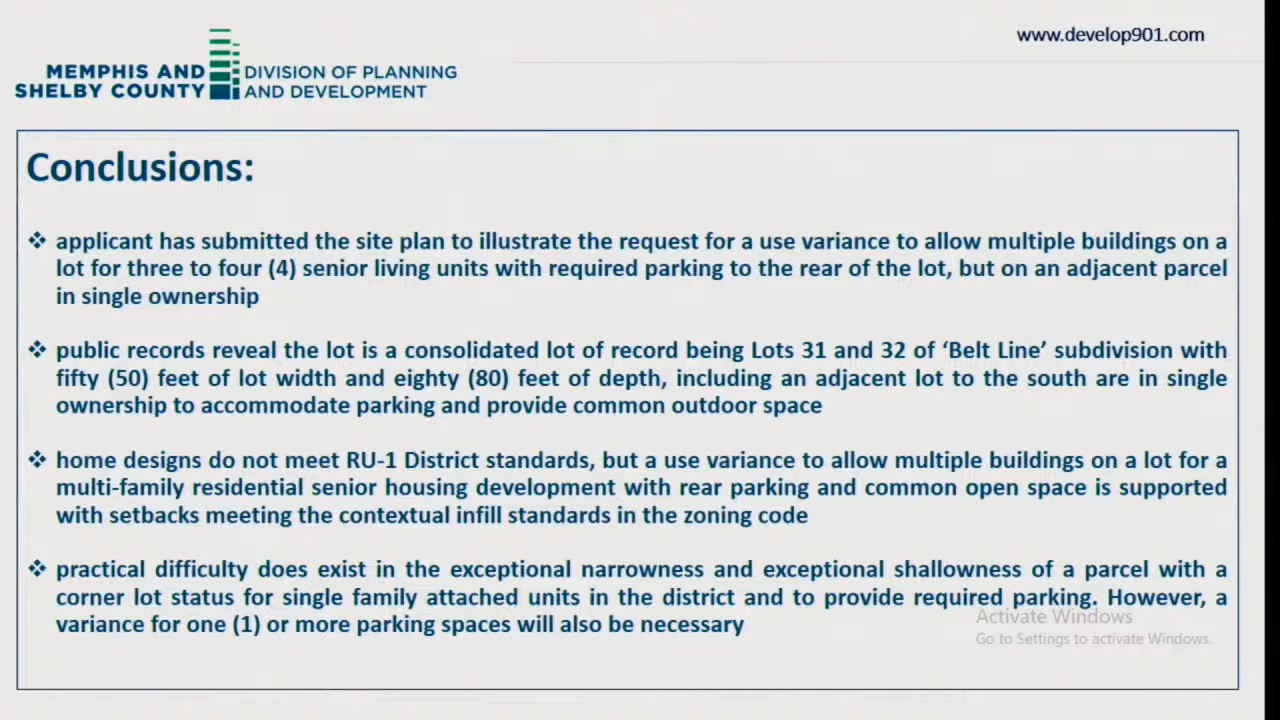 www.develop901.com
MEMPHIS AND
SHELBY COUNTY
DIVISION OF PLANNING
AND DEVELOPMENT
Conclusions:
❖ applicant has submitted the site plan to illustrate the request for a use variance to allow multiple buildings on a
lot for three to four (4) senior living units with required parking to the rear of the lot, but on an adjacent parcel
in single ownership
❖ public records reveal the lot is a consolidated lot of record being Lots 31 and 32 of ‘Belt Line’ subdivision with
fifty (50) feet of lot width and eighty (80) feet of depth, including an adjacent lot to the south are in single
ownership to accommodate parking and provide common outdoor space
❖ home designs do not meet RU-1 District standards, but a use variance to allow multiple buildings on a lot for a
multi-family residential senior housing development with rear parking and common open space is supported
with setbacks meeting the contextual infill standards in the zoning code
❖ practical difficulty does exist in the exceptional narrowness and exceptional shallowness of a parcel with a
corner lot status for single family attached units in the district and to provide required parking. However, a
variance for one (1) or more parking spaces will also be necessary
Activate Windows
Go to Settings to activate Windows.